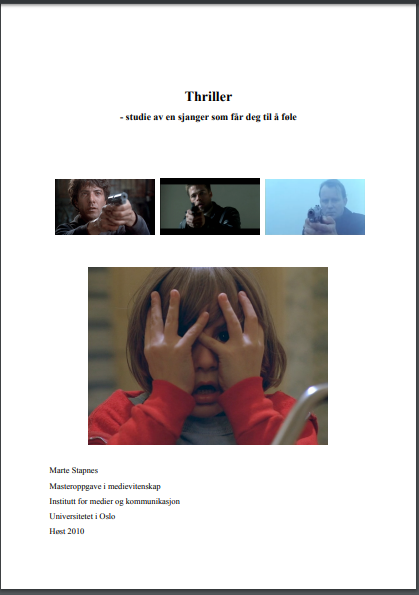 Thriller
- studie av en sjanger som får deg til å føle
Marte Stapnes
Masteroppgave i medievitenskap
Institutt for medier og kommunikasjon
Universitetet i Oslo
Høst 2010